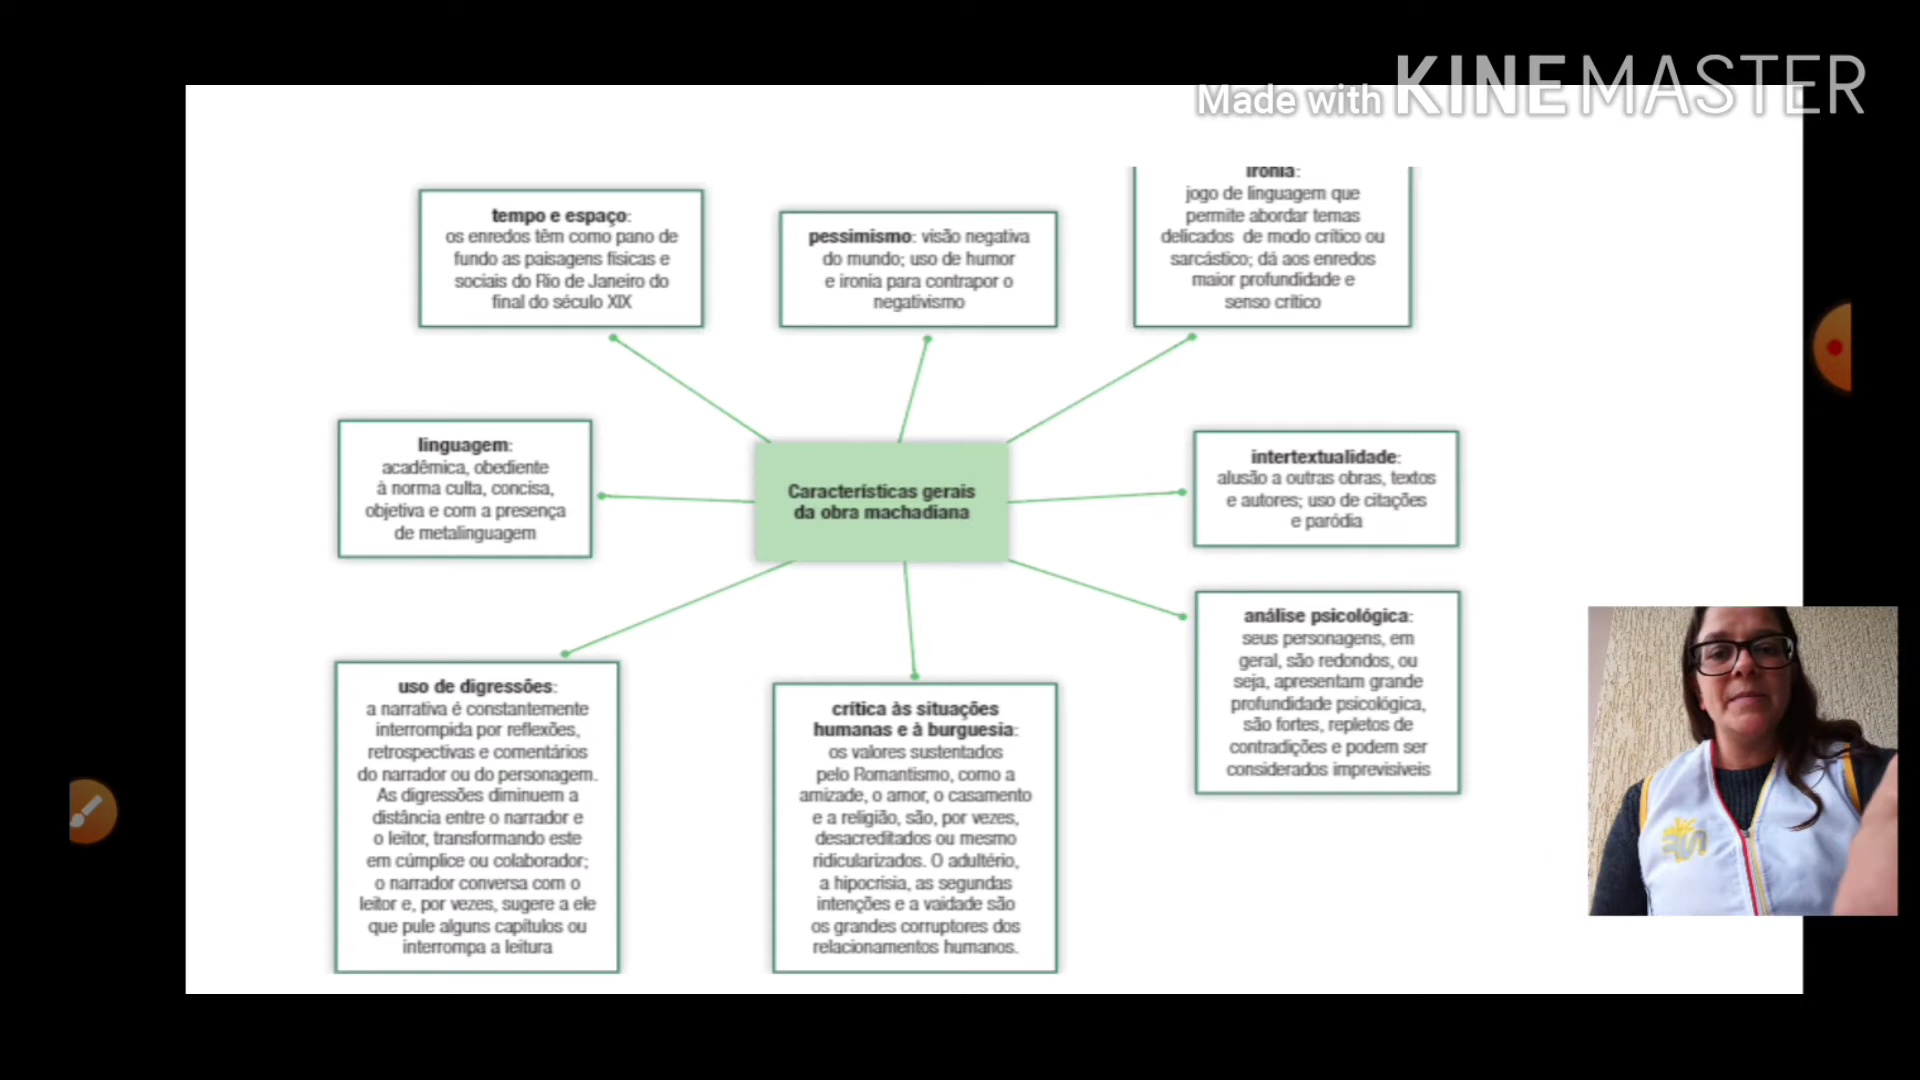 Made with KINEMASTER
tempo e espaço:
os enredos têm como pano de
fundo as paisagens físicas e
sociais do Rio de Janeiro do
final do século XIX
pessimismo: visão negativa
do mundo; uso de humor
e ironia para contrapor o
negativismo
ironia:
jogo de linguagem que
permite abordar temas
delicados de modo crítico ou
sarcástico; dá aos enredos
maior profundidade e
senso crítico
linguagem:
acadêmica, obediente
à norma culta, concisa,
objetiva e com a presença
de metalinguagem
Características gerais
da obra machadiana
intertextualidade:
alusão a outras obras, textos
e autores; uso de citações
e paródia
análise psicológica:
seus personagens, em
geral, são redondos, ou
seja, apresentam grande
profundidade psicológica,
são fortes, repletos de
contradições e podem ser
considerados imprevisíveis
uso de digressões:
a narrativa é constantemente
interrompida por reflexões,
retrospectivas e comentários
do narrador ou do personagem.
As digressões diminuem a
distância entre o narrador e
o leitor, transformando este
em cúmplice ou colaborador;
o narrador conversa com o
leitor e, por vezes, sugere a ele
que pule alguns capítulos ou
interrompa a leitura
crítica às situações
humanas e à burguesia:
os valores sustentados
pelo Romantismo, como a
amizade, o amor, o casamento
e a religião, são, por vezes,
desacreditados ou mesmo
ridicularizados. O adultério,
a hipocrisia, as segundas
intenções e a vaidade são
os grandes corruptores dos
relacionamentos humanos.